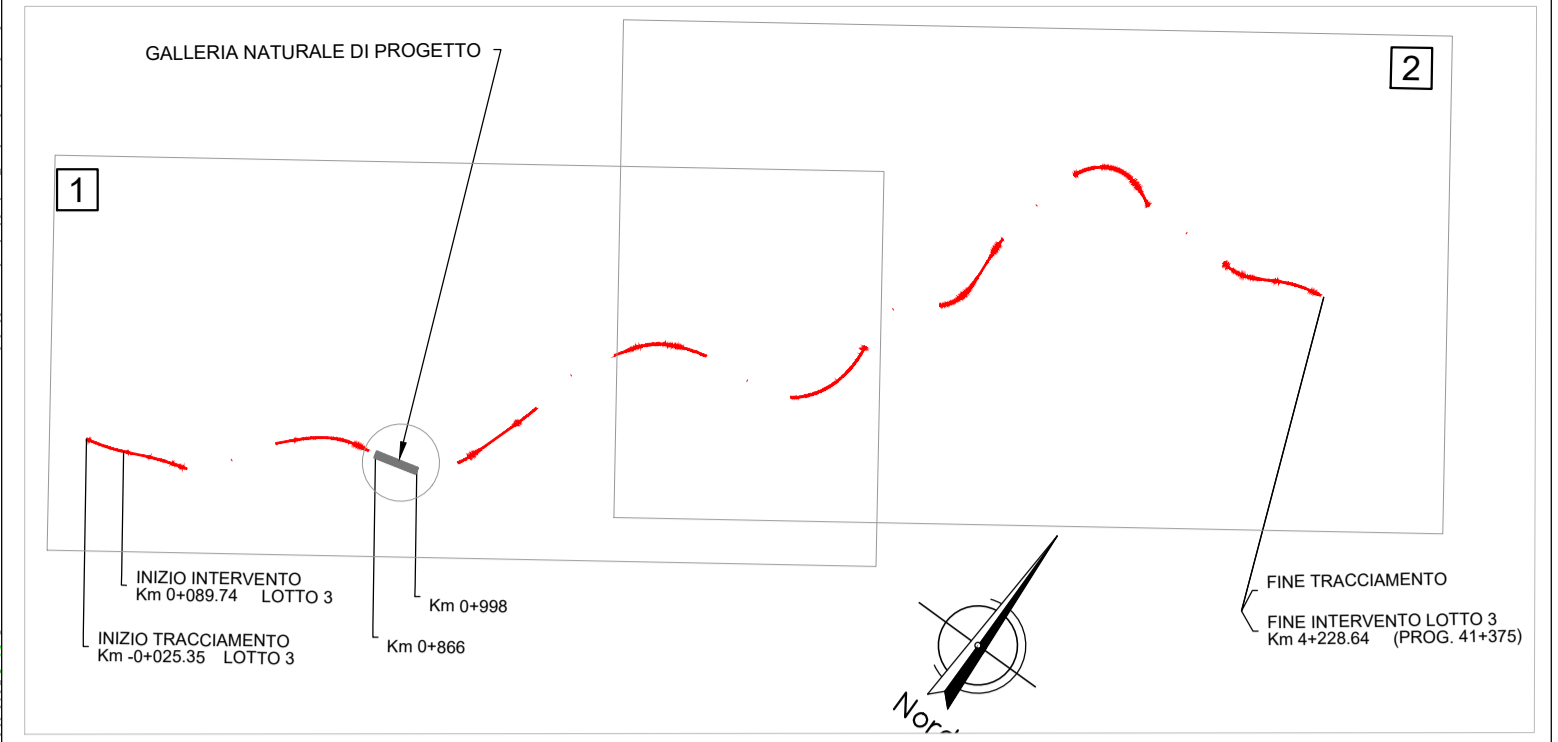 GALLERIA NATURALE DI PROGETTO
2
1
INIZIO INTERVENTO
Km 0+089.74 LOTTO 3
INIZIO TRACCIAMENTO
Km -0+025.35 LOTTO 3
Km 0+998
Km 0+866
FINE TRACCIAMENTO
FINE INTERVENTO LOTTO 3
Km 4+228.64 (PROG. 41+375)
Nord